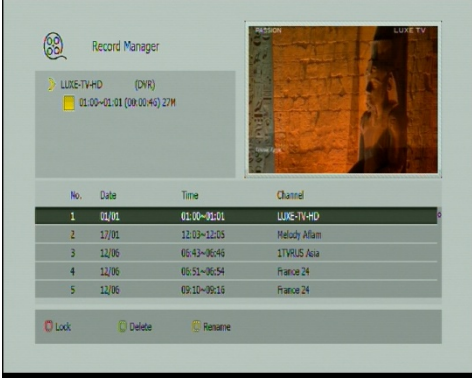 Record Manager
PASSION
LUXE TV
LUXE-TV-HD (DVR)
01:00~01:01 (00:00:46) 27M
No. Date Time Channel
1 01/01 01:00~01:01 LUXE-TV-HD
2 17/01 12:03~12:05 Melody Aflam
3 12/06 06:43~06:46 1TVRUS Asia
4 12/06 06:51~06:54 France 24
5 12/06 09:10~09:16 France 24
Lock Delete Rename